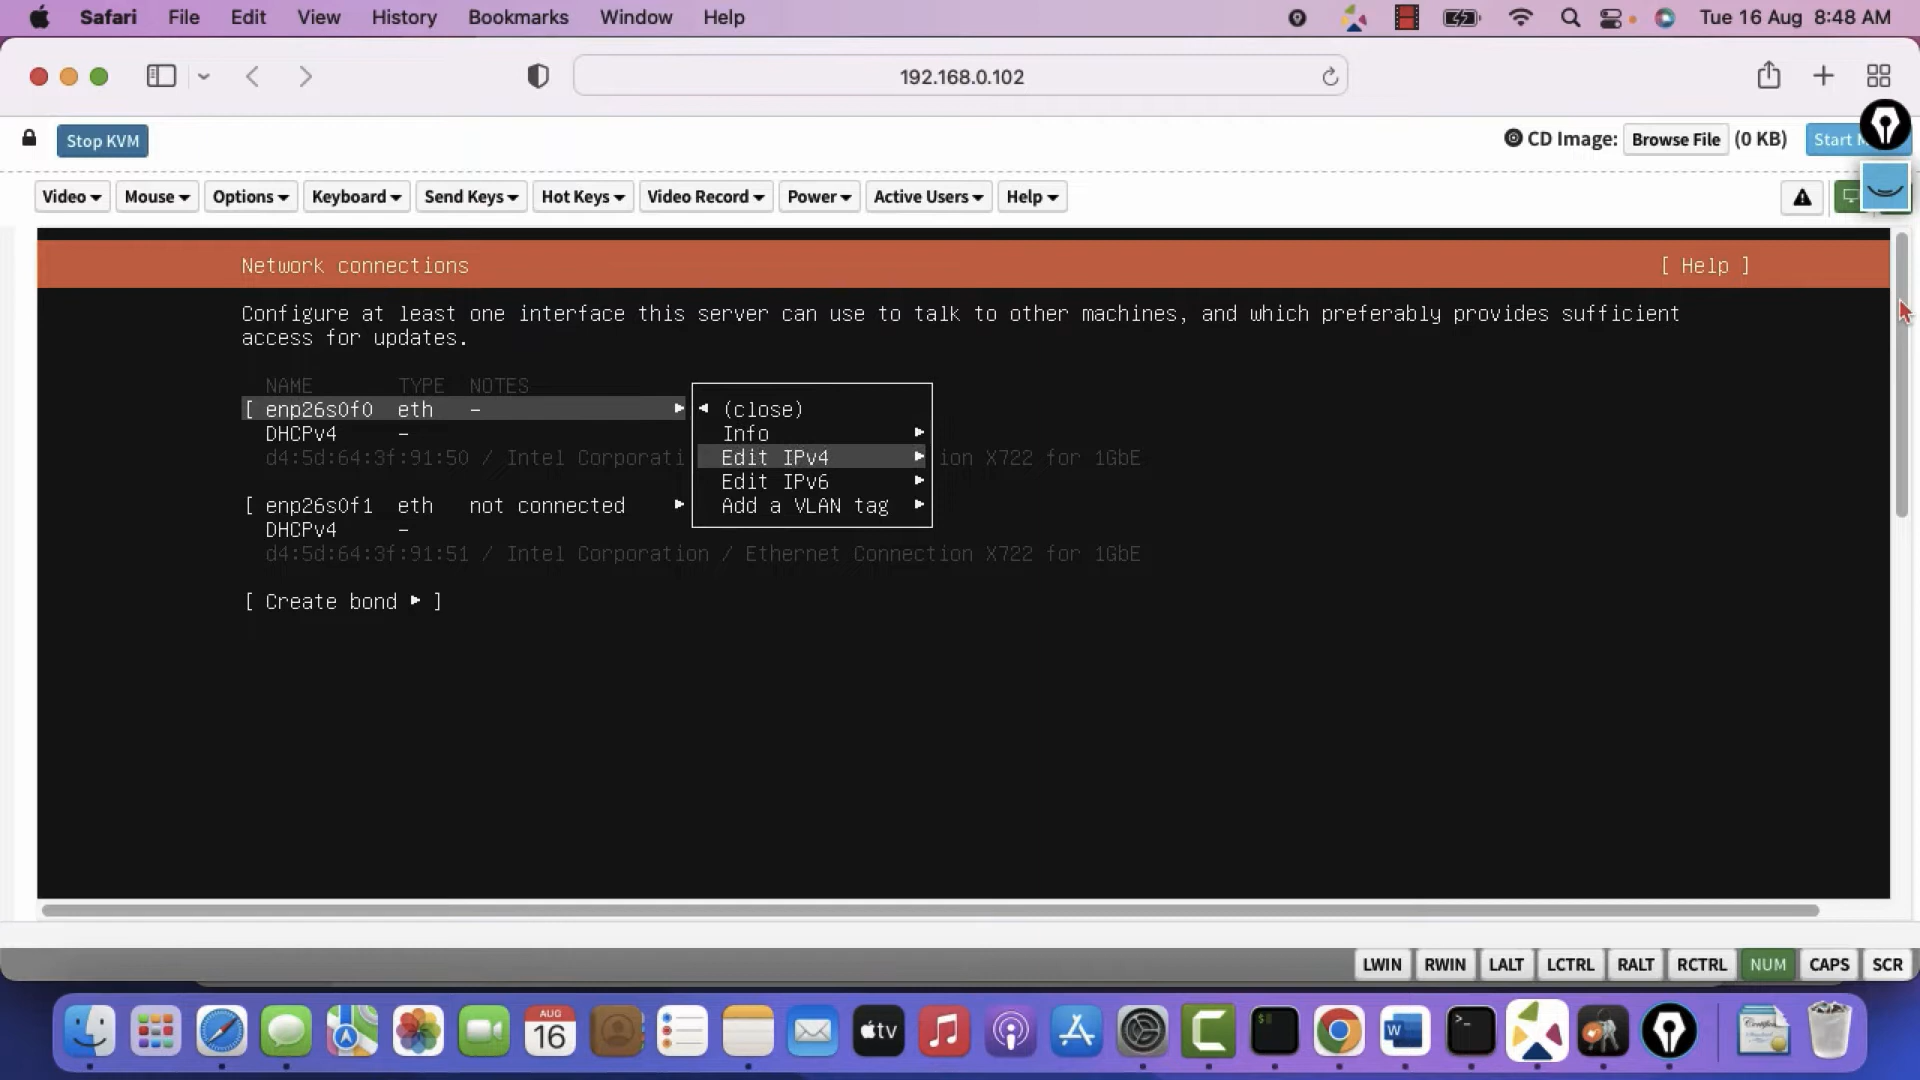 Safari File Edit View History Bookmarks Window Help Tue 16 Aug 8:48 AM
192.168.0.102
Stop KVM CD Image: Browse File (0 KB) Start
Video Mouse Options Keyboard Send Keys Hot Keys Video Record Power Active Users Help
Network connections [ Help ]
Configure at least one interface this server can use to talk to other machines, and which preferably provides sufficient
access for updates.
NAME TYPE NOTES
[ enp26s0f0 eth – ▸ ◂ (close)
Info ▸
DHCPv4 –
d4:5d:64:3f:91:50 / Intel Corporati Edit IPv4 ▸ ion X722 for 1GbE
Edit IPv6 ▸
[ enp26s0f1 eth not connected ▸ Add a VLAN tag ▸
DHCPv4 –
d4:5d:64:3f:91:51 / Intel Corporation / Ethernet Connection X722 for 1GbE
[ Create bond ▸ ]
LWIN RWIN LALT LCTRL RALT RCTRL NUM CAPS SCR
AUG
16
tv
W
>_